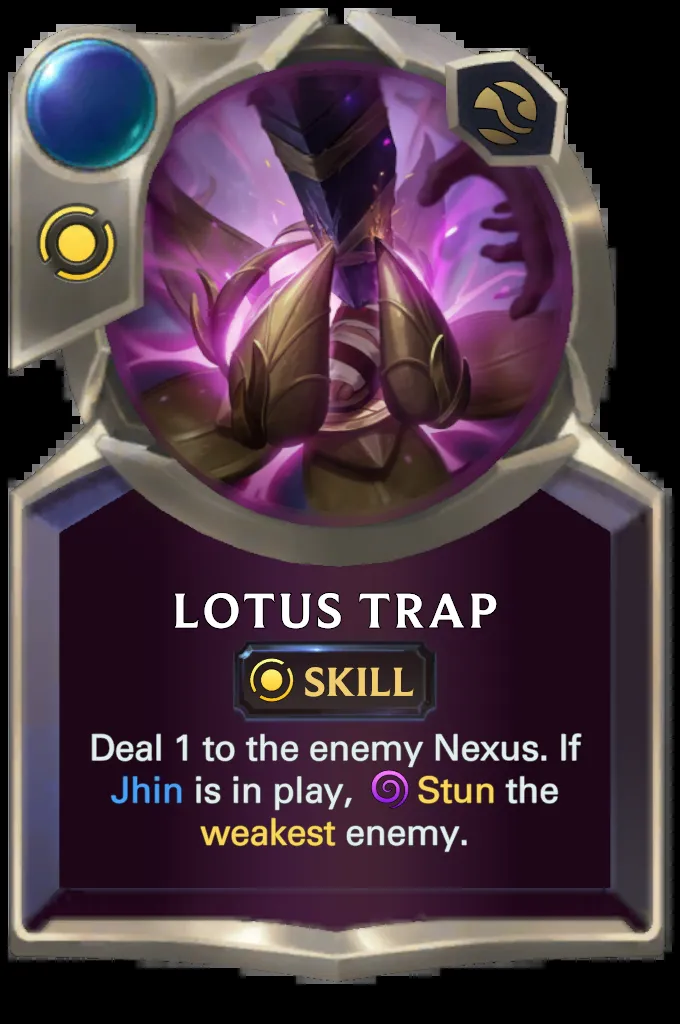 LOTUS TRAP
SKILL
Deal 1 to the enemy Nexus. If
Jhin is in play, Stun the
weakest enemy.